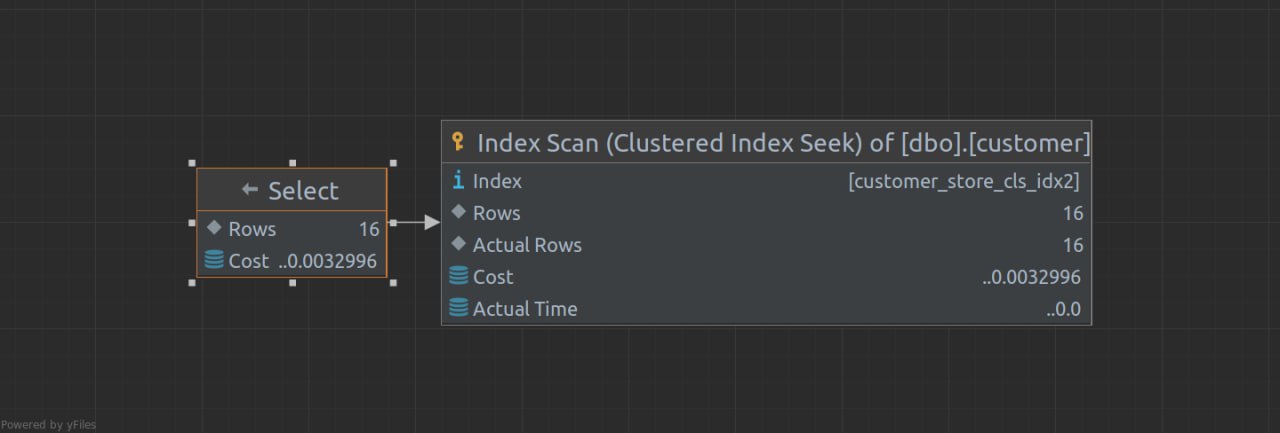 Select
Rows 16
Cost ..0.0032996
Index Scan (Clustered Index Seek) of [dbo].[customer]
Index [customer_store_cls_idx2]
Rows 16
Actual Rows 16
Cost ..0.0032996
Actual Time ..0.0
Powered by yFiles